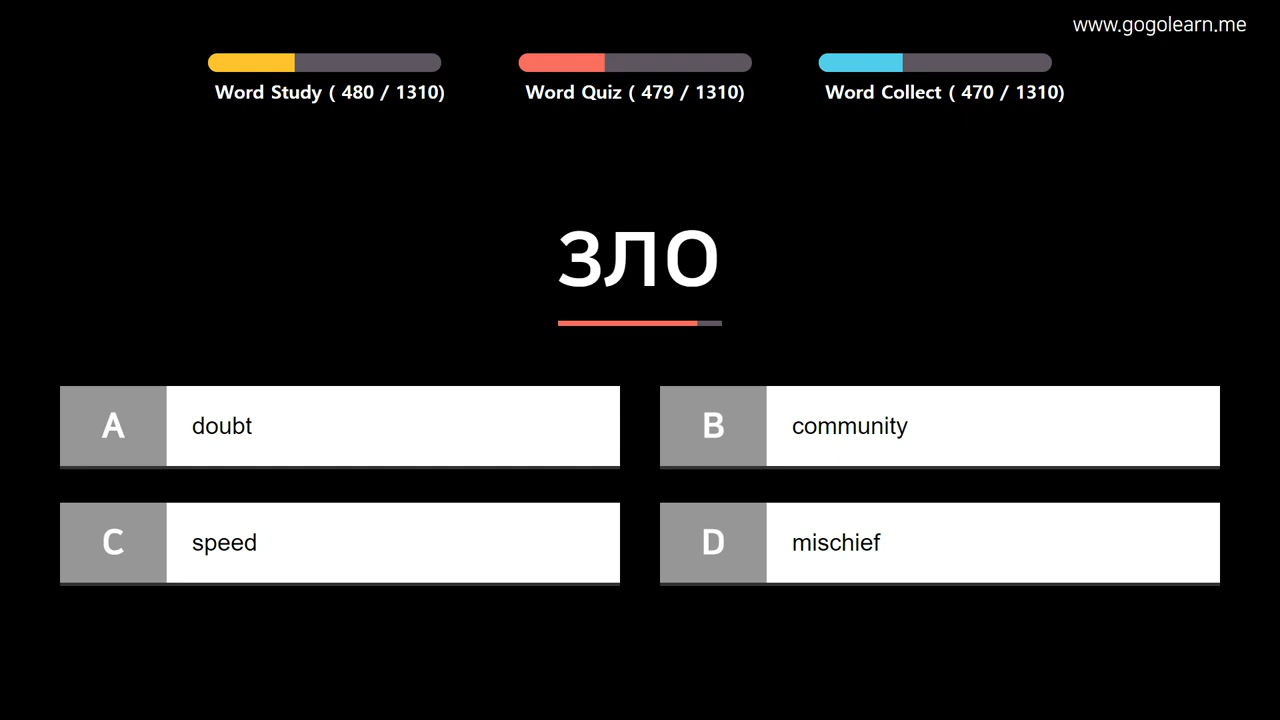 www.gogolearn.me
Word Study ( 480 / 1310)
Word Quiz ( 479 / 1310)
Word Collect ( 470 / 1310)
зло
A doubt
B community
C speed
D mischief